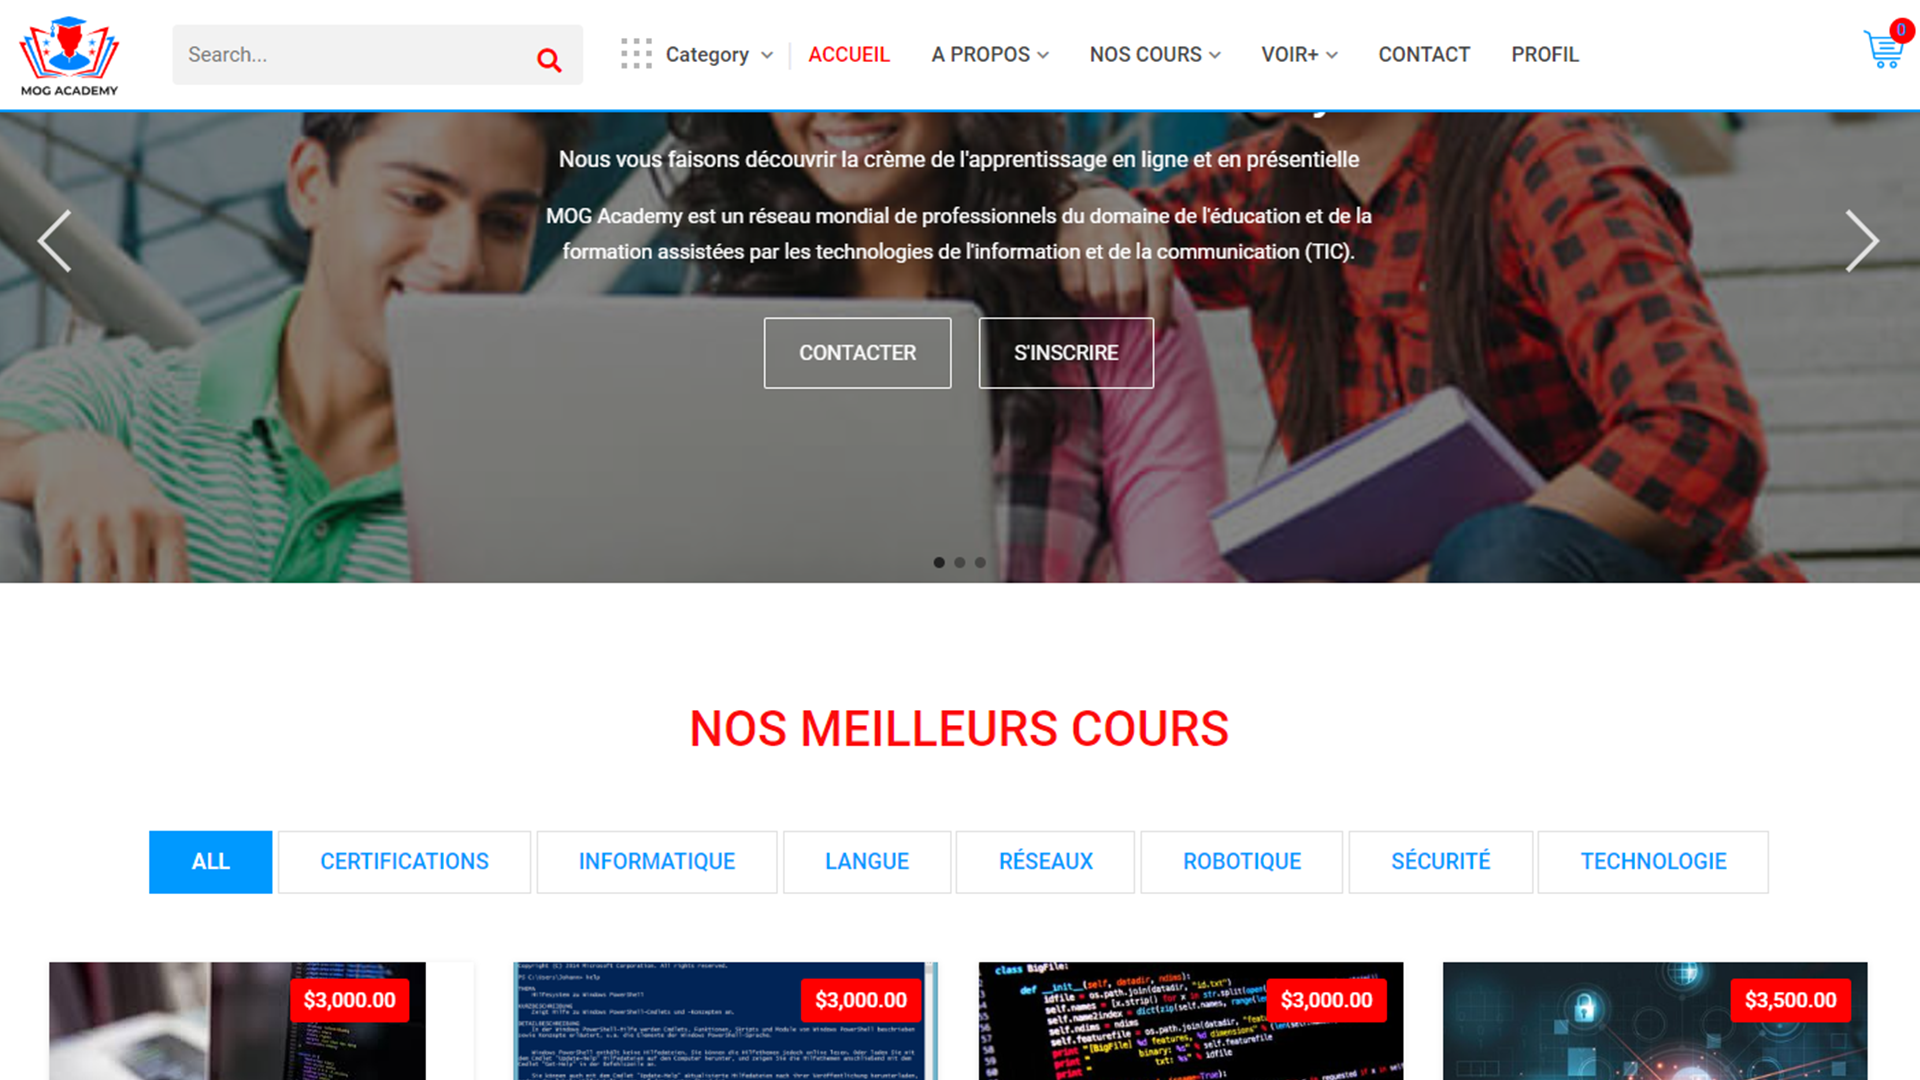 MOG ACADEMY
Search...
Category
ACCUEIL
A PROPOS
NOS COURS
VOIR+
CONTACT
PROFIL
0
Nous vous faisons découvrir la crème de l'apprentissage en ligne et en présentielle
MOG Academy est un réseau mondial de professionnels du domaine de l'éducation et de la
formation assistées par les technologies de l'information et de la communication (TIC).
CONTACTER
S'INSCRIRE
NOS MEILLEURS COURS
ALL
CERTIFICATIONS
INFORMATIQUE
LANGUE
RÉSEAUX
ROBOTIQUE
SÉCURITÉ
TECHNOLOGIE
$3,000.00
$3,000.00
$3,000.00
$3,500.00
class BigFile: